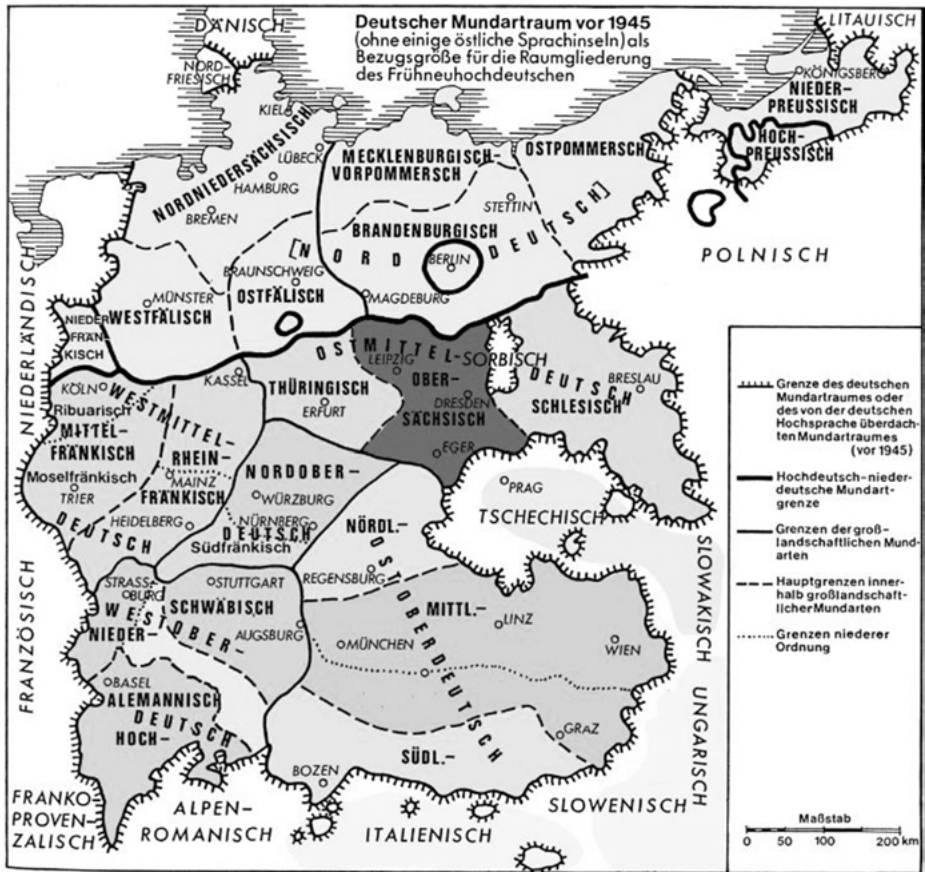 Deutscher Mundartraum vor 1945
(ohne einige östliche Sprachinseln) als
Bezugsgröße für die Raumgliederung
des Frühneuhochdeutschen
DÄNISCH
LITAUISCH
NORD-
FRIESISCH
KIEL
KÖNIGSBERG
NIEDER-
PREUSSISCH
HOCH-
PREUSSISCH
NORDNIEDERSÄCHSISCH
LÜBECK
HAMBURG
BREMEN
MECKLENBURGISCH-
VORPOMMERSCH
OSTPOMMERSCH
STETTIN
BRANDENBURGISCH
[NORD DEUTSCH]
BERLIN
POLNISCH
NIEDERLÄNDISCH
BRAUNSCHWEIG
OSTFÄLISCH
MAGDEBURG
MÜNSTER
WESTFÄLISCH
NIEDER
FRÄN
KISCH
OSTMITTEL-
DEUTSCH
SORBISCH
LEIPZIG
OBER-
SÄCHSISCH
DRESDEN
EGER
BRESLAU
SCHLESISCH
KASSEL
THÜRINGISCH
ERFURT
KÖLN
Ribuarisch
MITTEL-
FRÄNKISCH
Moselfränkisch
TRIER
WESTMITTEL-
DEUTSCH
RHEIN-
MAINZ
FRÄNKISCH
HEIDELBERG
NORDOBER-
WÜRZBURG
NÜRNBERG
DEUTSCH
Südfränkisch
PRAG
TSCHECHISCH
SLOWAKISCH
NÖRDL.-
REGENSBURG
OSTOBERDEUTSCH
MITTL.-
LINZ
WIEN
MÜNCHEN
FRANZÖSISCH
STRASS-
BURG
STUTTGART
SCHWÄBISCH
AUGSBURG
WESTOBER-
DEUTSCH
NIEDER-
BASEL
ALEMANNISCH
HOCH-
UNGARISCH
GRAZ
SÜDL.-
BOZEN
FRANKO-
PROVEN-
ZALISCH
ALPEN-
ROMANISCH
ITALIENISCH
SLOWENISCH
Grenze des deutschen
Mundartraumes oder
des von der deutschen
Hochsprache überdach-
ten Mundartraumes
(vor 1945)
Hochdeutsch-nieder-
deutsche Mundart-
grenze
Grenzen der groß-
landschaftlichen Mund-
arten
Hauptgrenzen inner-
halb großlandschaft-
licher Mundarten
Grenzen niederer
Ordnung
Maßstab
0 50 100 200 km